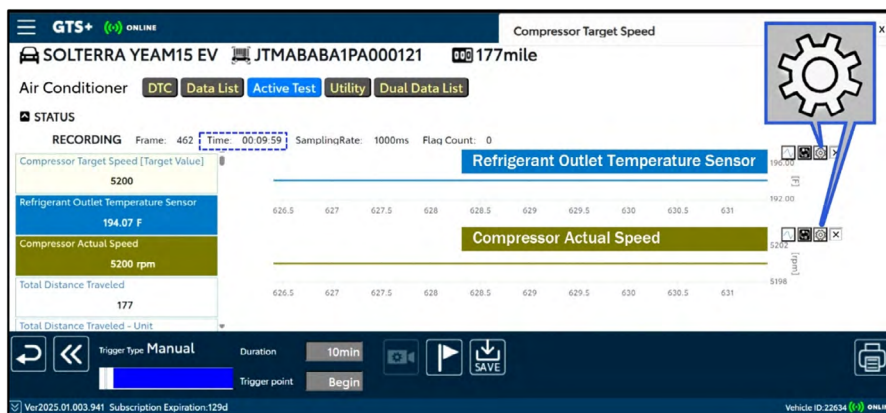 GTS+ ONLINE
Compressor Target Speed
X
SOLTERRA YEAM15 EV JTMABABA1PA000121 177mile
Air Conditioner DTC Data List Active Test Utility Dual Data List
STATUS
RECORDING Frame: 462 Time: 00:09:59 SamplingRate: 1000ms Flag Count: 0
Compressor Target Speed [Target Value]
5200
Refrigerant Outlet Temperature Sensor
194.07 F
Compressor Actual Speed
5200 rpm
Total Distance Traveled
177
Total Distance Traveled - Unit
Refrigerant Outlet Temperature Sensor
196.00
[F]
192.00
626.5 627 627.5 628 628.5 629 629.5 630 630.5 631
Compressor Actual Speed
5202
[rpm]
5198
626.5 627 627.5 628 628.5 629 629.5 630 630.5 631
Trigger Type Manual
Duration 10min
Trigger point Begin
SAVE
Ver2025.01.003.941 Subscription Expiration:129d
Vehicle ID:22634 ONLI